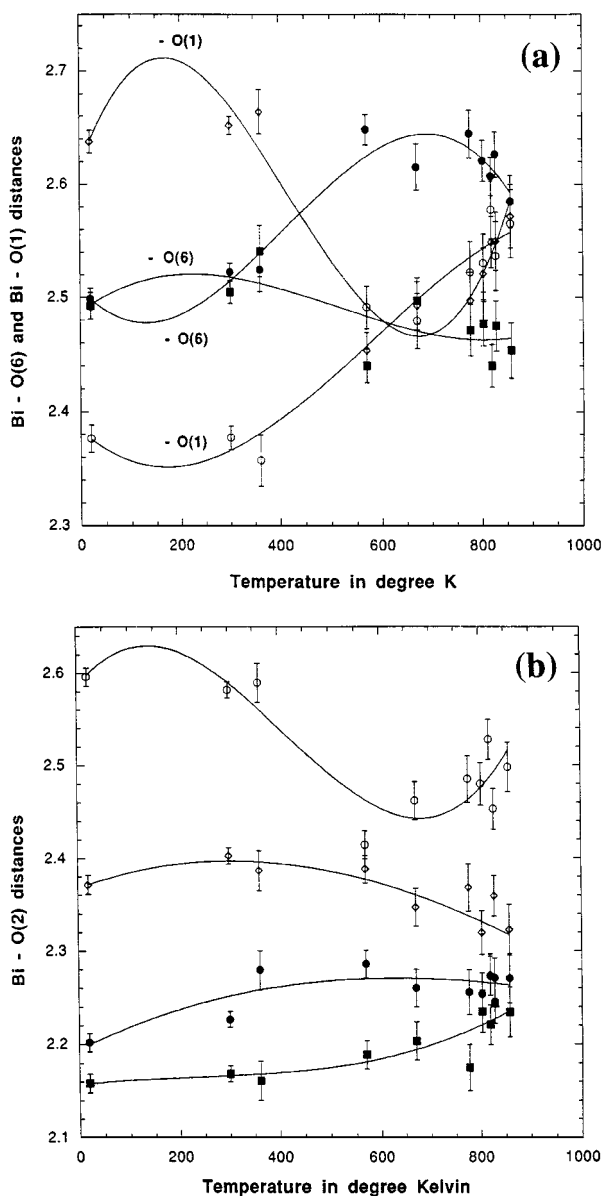 (a)
2.7
2.6
2.5
2.4
2.3
Bi - O(6) and Bi - O(1) distances
- O(1)
- O(6)
- O(6)
- O(1)
0 200 400 600 800 1000
Temperature in degree K
(b)
2.6
2.5
2.4
2.3
2.2
2.1
Bi - O(2) distances
0 200 400 600 800 1000
Temperature in degree Kelvin